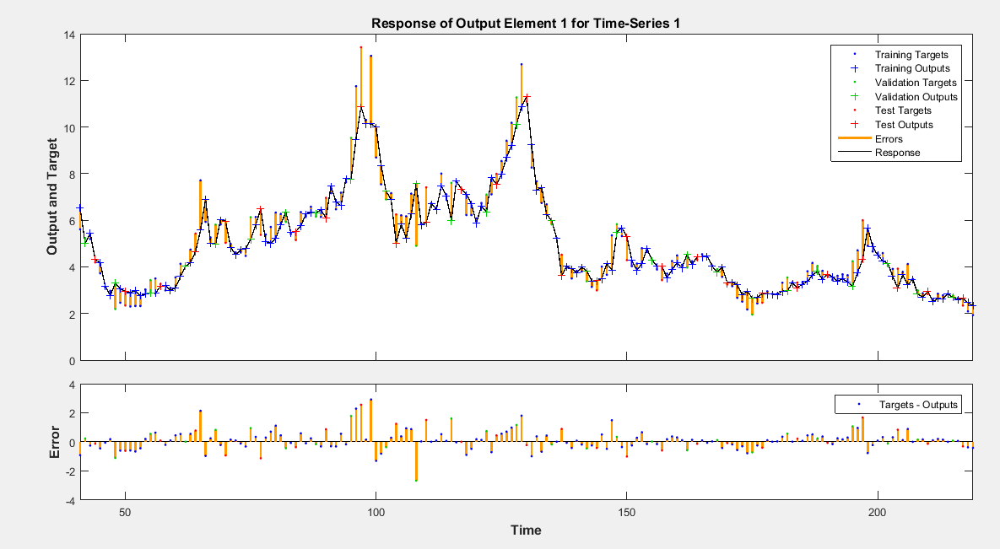 Response of Output Element 1 for Time-Series 1
14
12
10
8
6
4
2
0
Output and Target
Training Targets
Training Outputs
Validation Targets
Validation Outputs
Test Targets
Test Outputs
Errors
Response
4
2
0
-2
-4
Error
Targets - Outputs
50
100
150
200
Time